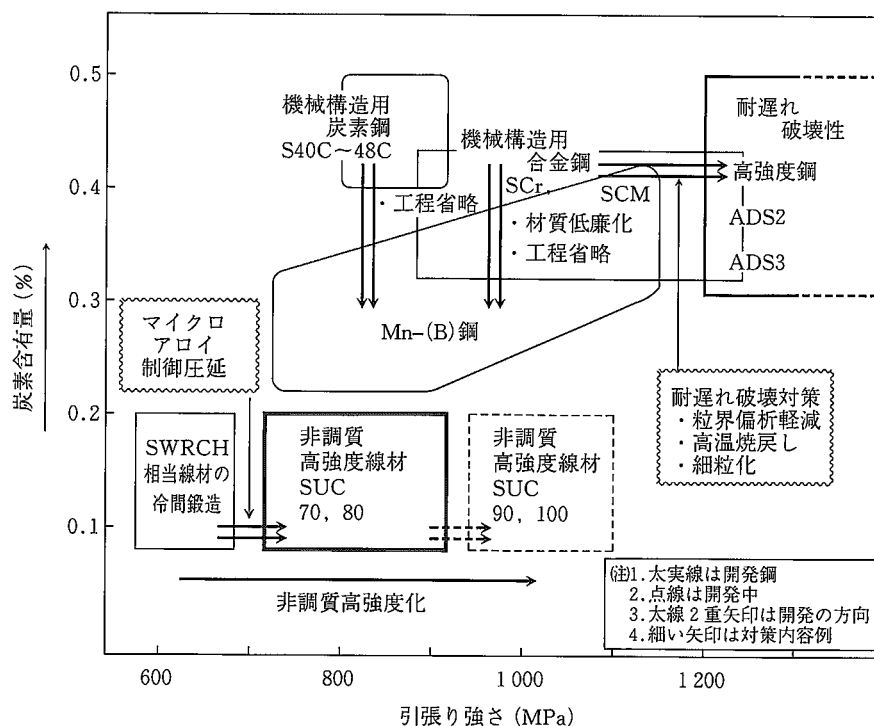 0.5
0.4
0.3
0.2
0.1
炭素含有量(%)
機械構造用
炭素鋼
S40C～48C
・工程省略
機械構造用
合金鋼
SCr,
SCM
・材質低廉化
・工程省略
耐遅れ
破壊性
高強度鋼
ADS2
ADS3
Mn-(B)鋼
マイクロ
アロイ
制御圧延
SWRCH
相当線材の
冷間鍛造
非調質
高強度線材
SUC
70, 80
非調質
高強度線材
SUC
90, 100
耐遅れ破壊対策
・粒界偏析軽減
・高温焼戻し
・細粒化
非調質高強度化
(注)1.太実線は開発鋼
2.点線は開発中
3.太線2重矢印は開発の方向
4.細い矢印は対策内容例
600
800
1 000
1 200
引張り強さ(MPa)